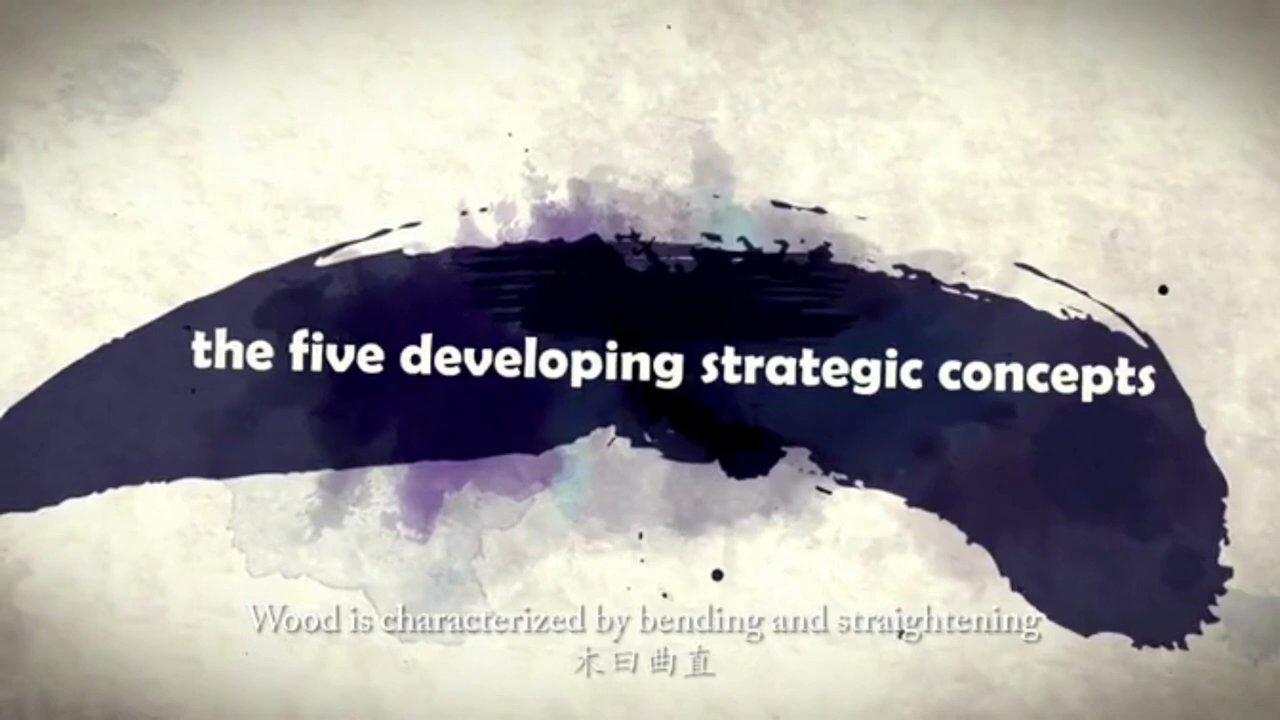 the five developing strategic concepts
Wood is characterized by bending and straightening
木曰曲直